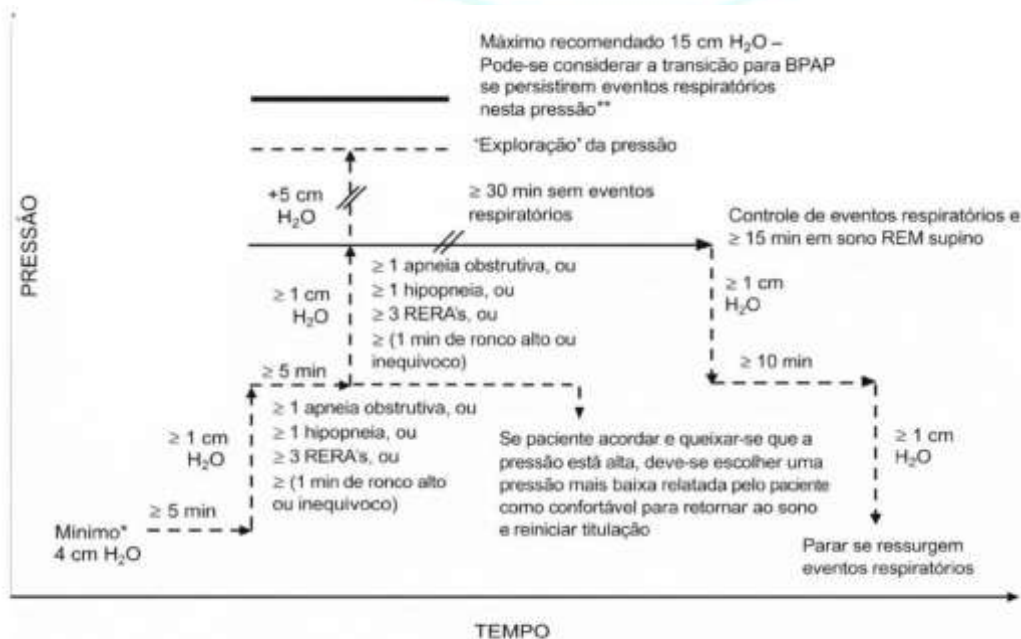 Máximo recomendado 15 cm H₂O –
Pode-se considerar a transição para BPAP
se persistirem eventos respiratórios
nesta pressão**
"Exploração" da pressão
+5 cm
H₂O
≥ 30 min sem eventos
respiratórios
Controle de eventos respiratórios e
≥ 15 min em sono REM supino
PRESSÃO
≥ 1 cm
H₂O
≥ 1 apneia obstrutiva, ou
≥ 1 hipopneia, ou
≥ 3 RERA's, ou
≥ (1 min de ronco alto ou
inequivoco)
≥ 1 cm
H₂O
≥ 5 min
≥ 10 min
≥ 1 cm
H₂O
≥ 1 apneia obstrutiva, ou
≥ 1 hipopneia, ou
≥ 3 RERA's, ou
≥ (1 min de ronco alto
ou inequivoco)
Se paciente acordar e queixar-se que a
pressão está alta, deve-se escolher uma
pressão mais baixa relatada pelo paciente
como confortável para retornar ao sono
e reiniciar titulação
≥ 1 cm
H₂O
≥ 5 min
Mínimo*
4 cm H₂O
Parar se ressurgem
eventos respiratórios
TEMPO